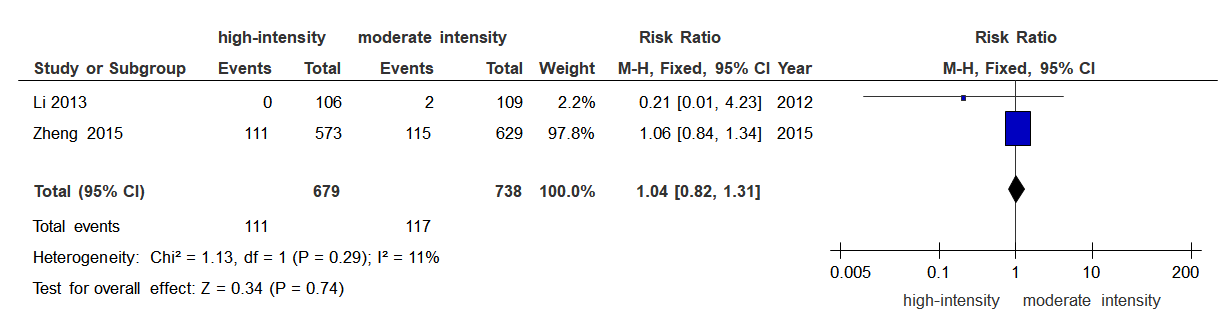 high-intensity moderate intensity Risk Ratio Risk Ratio
Study or Subgroup Events Total Events Total Weight M-H, Fixed, 95% CI Year M-H, Fixed, 95% CI
Li 2013 0 106 2 109 2.2% 0.21 [0.01, 4.23] 2012
Zheng 2015 111 573 115 629 97.8% 1.06 [0.84, 1.34] 2015
Total (95% CI) 679 738 100.0% 1.04 [0.82, 1.31]
Total events 111 117
Heterogeneity: Chi² = 1.13, df = 1 (P = 0.29); I² = 11%
Test for overall effect: Z = 0.34 (P = 0.74)
0.005 0.1 1 10 200
high-intensity moderate intensity